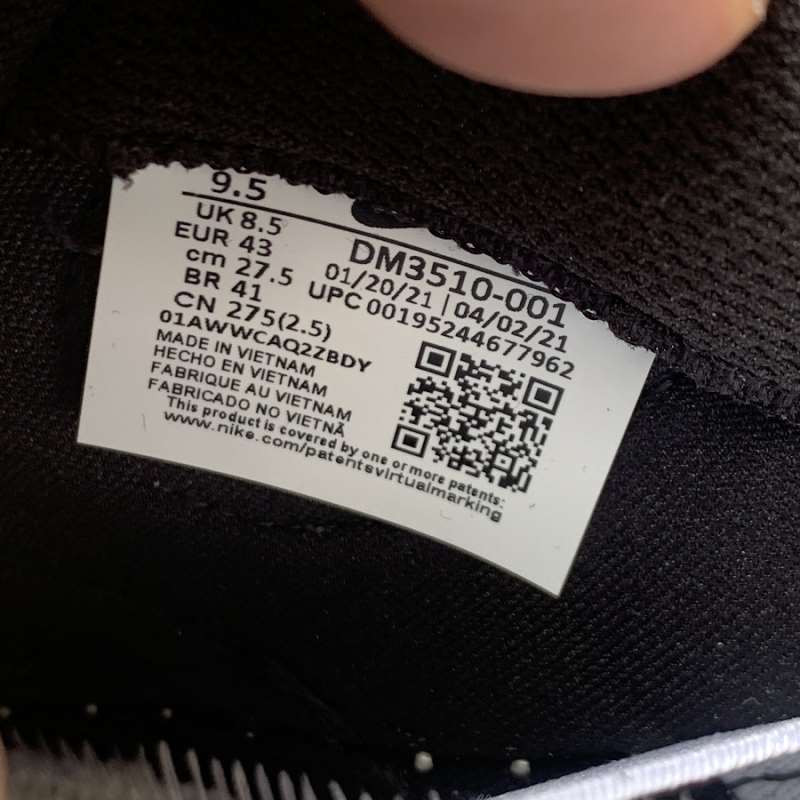 9.5
UK 8.5
EUR 43
cm 27.5
BR 41
CN 275(2.5)
01AWWCAQ2ZBDY
DM3510-001
01/20/21 | 04/02/21
UPC 00195244677962
MADE IN VIETNAM
HECHO EN VIETNAM
FABRIQUE AU VIETNAM
FABRICADO NO VIETNÃ
This product is covered by one or more patents:
www.nike.com/patentsvirtualmarking